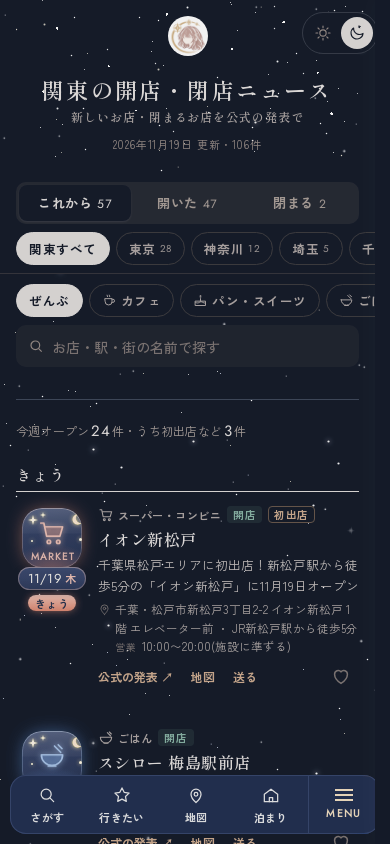 関東の開店・閉店ニュース
新しいお店・閉まるお店を公式の発表で
2026年11月19日 更新・106件
これから 57 開いた 47 閉まる 2
関東すべて 東京 28 神奈川 12 埼玉 5 千
ぜんぶ カフェ パン・スイーツ
お店・駅・街の名前で探す
今週オープン24件・うち初出店など3件
きょう
MARKET
11/19 木
きょう
スーパー・コンビニ 開店 初出店
イオン新松戸
千葉県松戸エリアに初出店！新松戸駅から徒
歩5分の「イオン新松戸」に11月19日オープン
千葉・松戸市新松戸3丁目2-2 イオン新松戸 1
階 エレベーター前 ・ JR新松戸駅から徒歩5分
営業 10:00〜20:00(施設に準ずる)
公式の発表 ↗ 地図 送る
ごはん 開店
スシロー 梅島駅前店
さがす 行きたい 地図 泊まり MENU
公式の発表 ↗ 地図 送る